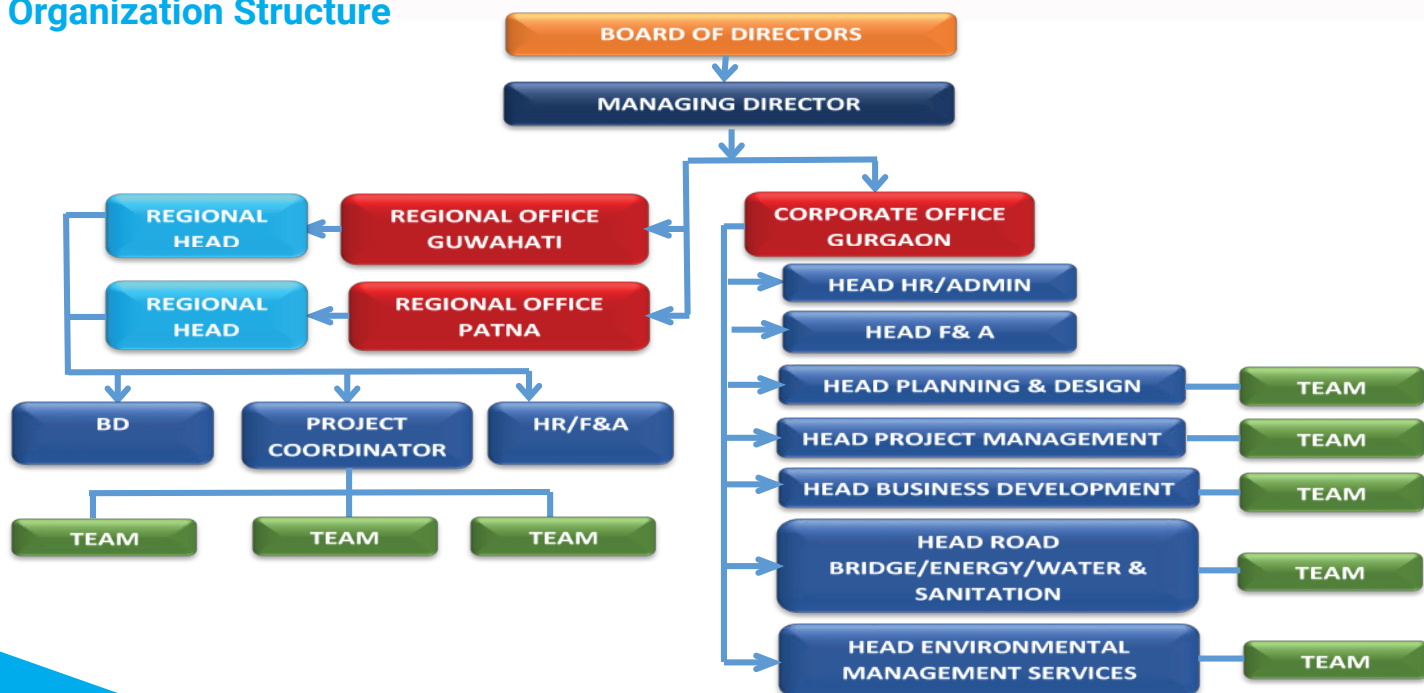 Organization Structure
BOARD OF DIRECTORS
MANAGING DIRECTOR
REGIONAL
HEAD
REGIONAL OFFICE
GUWAHATI
REGIONAL
HEAD
REGIONAL OFFICE
PATNA
BD
PROJECT
COORDINATOR
HR/F&A
TEAM
TEAM
TEAM
CORPORATE OFFICE
GURGAON
HEAD HR/ADMIN
HEAD F& A
HEAD PLANNING & DESIGN
TEAM
HEAD PROJECT MANAGEMENT
TEAM
HEAD BUSINESS DEVELOPMENT
TEAM
HEAD ROAD
BRIDGE/ENERGY/WATER &
SANITATION
TEAM
HEAD ENVIRONMENTAL
MANAGEMENT SERVICES
TEAM